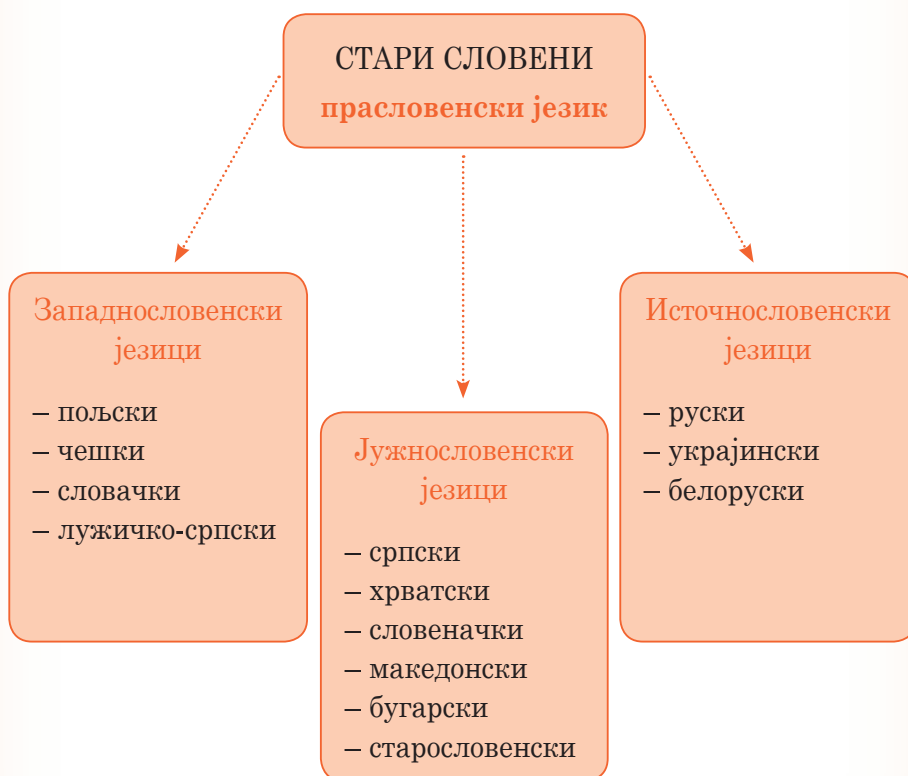 СТАРИ СЛОВЕНИ
прасловенски језик
Западнословенски
језици
– пољски
– чешки
– словачки
– лужичко-српски
Јужнословенски
језици
– српски
– хрватски
– словеначки
– македонски
– бугарски
– старословенски
Источнословенски
језици
– руски
– украјински
– белоруски